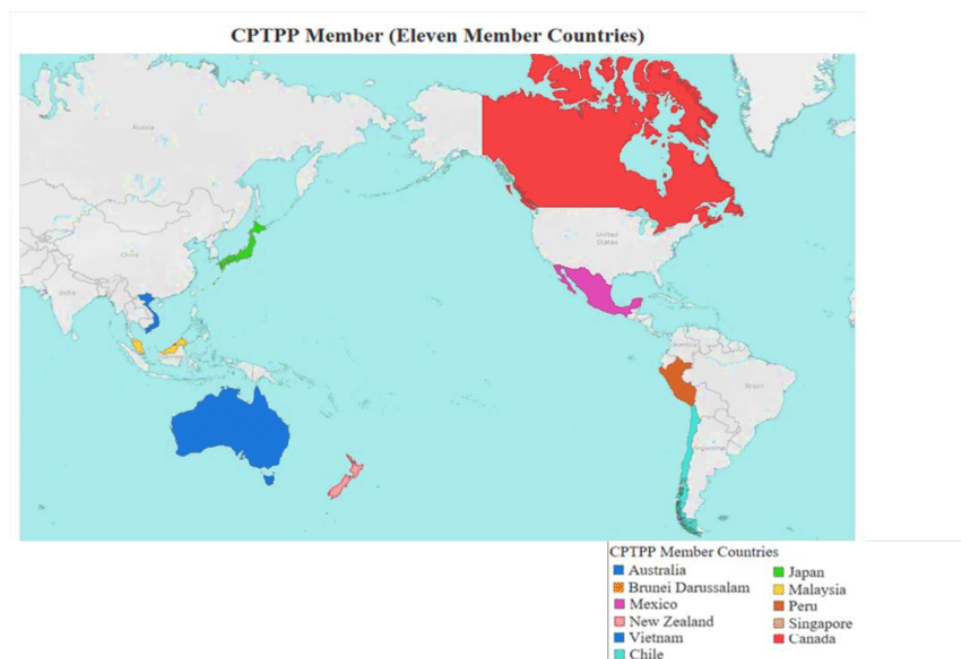 CPTPP Member (Eleven Member Countries)
Russia
China
India
United
States
Brazil
Argentina
CPTPP Member Countries
Australia
Brunei Darussalam
Mexico
New Zealand
Vietnam
Chile
Japan
Malaysia
Peru
Singapore
Canada